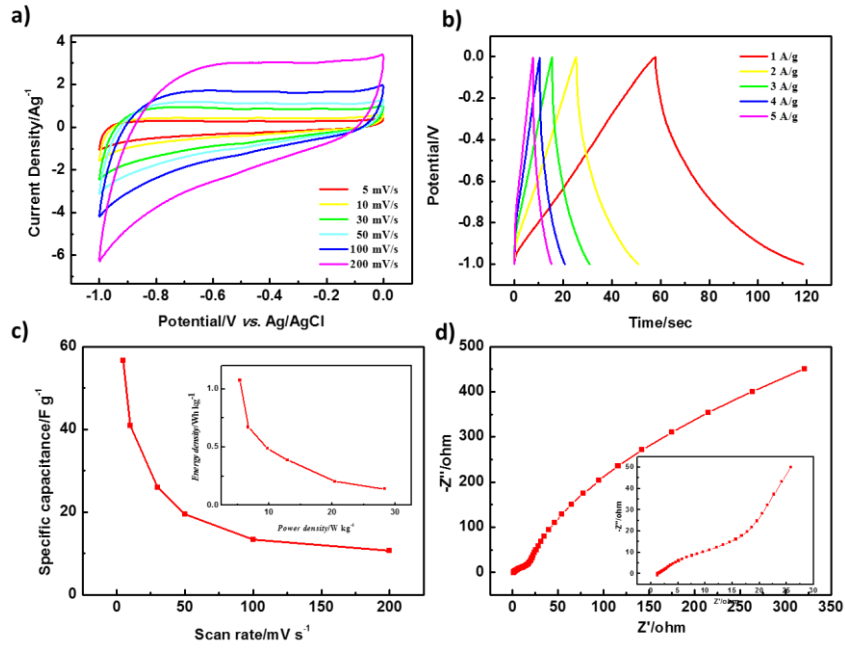 a)
Current Density/Ag⁻¹
4
2
0
-2
-4
-6
-1.0 -0.8 -0.6 -0.4 -0.2 0.0
Potential/V vs. Ag/AgCl
5 mV/s
10 mV/s
30 mV/s
50 mV/s
100 mV/s
200 mV/s
b)
Potential/V
0.0
-0.2
-0.4
-0.6
-0.8
-1.0
0 20 40 60 80 100 120
Time/sec
1 A/g
2 A/g
3 A/g
4 A/g
5 A/g
c)
Specific capacitance/F g⁻¹
60
40
20
0
0 50 100 150 200
Scan rate/mV s⁻¹
Energy density/Wh kg⁻¹
1.0
0.5
0.0
10 20 30
Power density/W kg⁻¹
d)
-Z''/ohm
500
450
400
350
300
250
200
150
100
50
0
0 50 100 150 200 250 300 350
Z'/ohm
-Z''/ohm
50
40
30
20
10
0
0 5 10 15 20 25 30
Z'/ohm